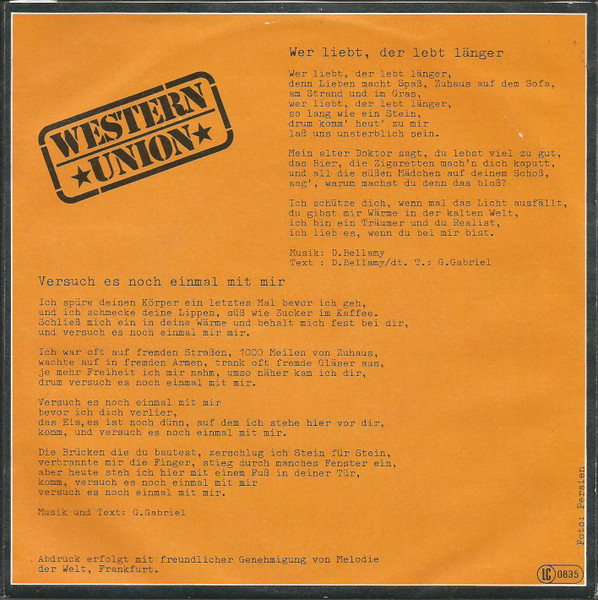 Wer liebt, der lebt länger
Wer liebt, der lebt länger,
denn Lieben macht Spaß, Zuhaus auf dem Sofa,
am Strand und im Gras,
wer liebt, der lebt länger,
so lang wie ein Stein,
drum komm' heut' zu mir
laß uns unsterblich sein.
Mein alter Doktor sagt, du lebst viel zu gut,
das Bier, die Zigaretten mach'n dich kaputt,
und all die süßen Mädchen auf deinem Schoß,
sag', warum machst du denn das bloß?
Ich schütze dich, wenn mal das Licht ausfällt,
du gibst mir Wärme in der kalten Welt,
ich bin ein Träumer und du Realist,
ich lieb es, wenn du bei mir bist.
Musik: D.Bellamy
Text : D.Bellamy/dt. T.: G.Gabriel
WESTERN
★UNION★
Versuch es noch einmal mit mir
Ich spüre deinen Körper ein letztes Mal bevor ich geh,
und ich schmecke deine Lippen, süß wie Zucker im Kaffee.
Schließ mich ein in deine Wärme und behalt mich fest bei dir,
und versuch es noch einmal mir mir.
Ich war oft auf fremden Straßen, 1000 Meilen von Zuhaus,
wachte auf in fremden Armen, trank oft fremde Gläser aus,
je mehr Freiheit ich mir nahm, umso näher kam ich dir,
drum versuch es noch einmal mit mir.
Versuch es noch einmal mit mir
bevor ich dich verlier,
das Eis,es ist noch dünn, auf dem ich stehe hier vor dir,
komm, und versuch es noch einmal mit mir.
Die Brücken die du bautest, zerschlug ich Stein für Stein,
verbrannte mir die Finger, stieg durch manches Fenster ein,
aber heute steh ich hier mit einem Fuß in deiner Tür,
komm, versuch es noch einmal mit mir
versuch es noch einmal mit mir.
Musik und Text: G.Gabriel
Abdruck erfolgt mit freundlicher Genehmigung von Melodie
der Welt, Frankfurt.
Foto: Persien
LC 0835